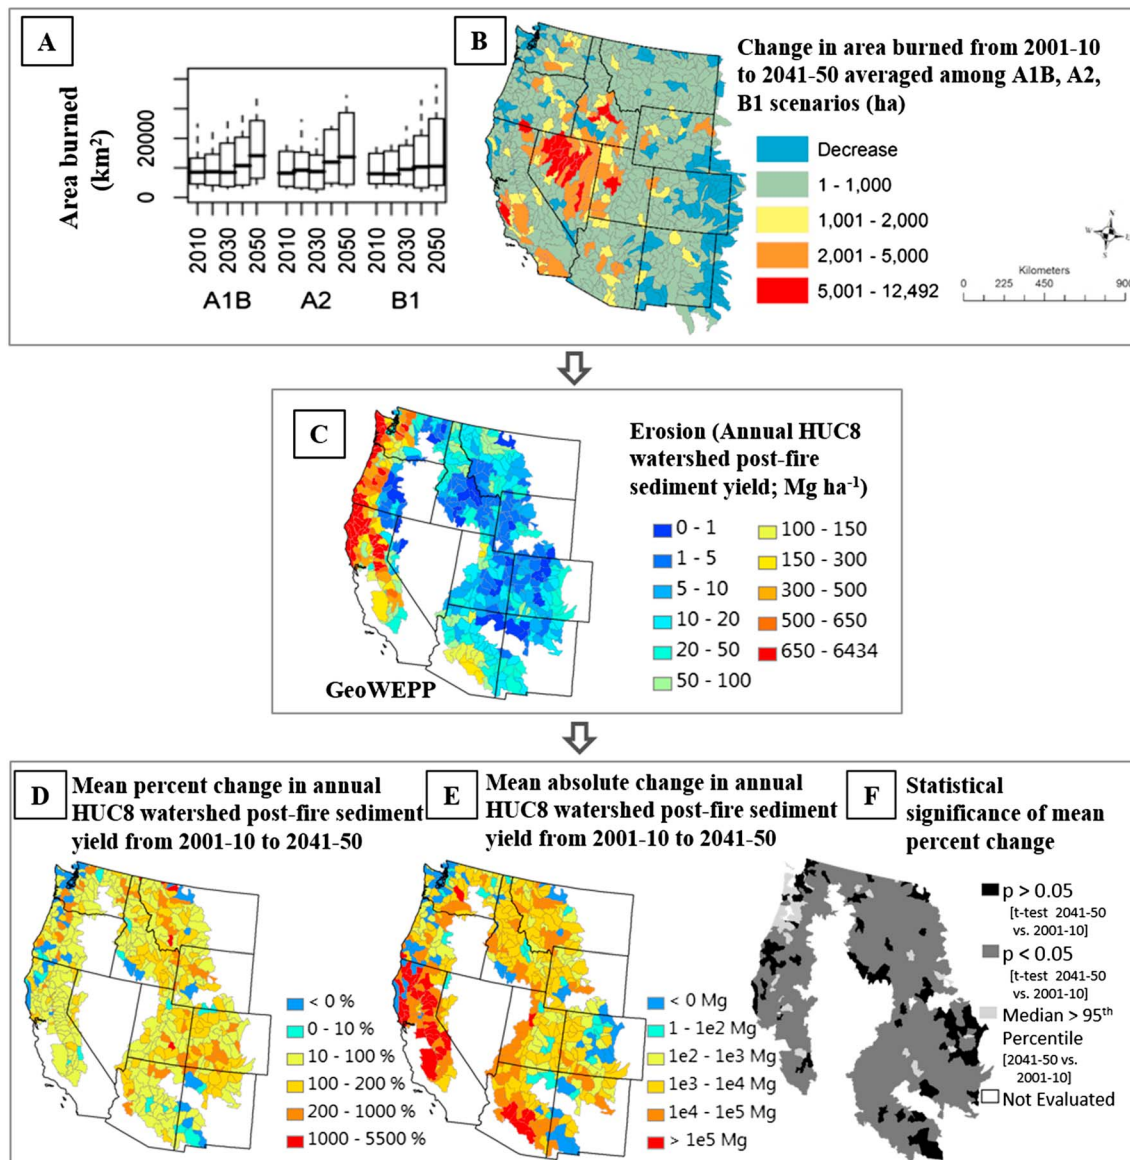 A
Area burned
(km²)
20000
0
2010
2030
2050
2010
2030
2050
2010
2030
2050
A1B
A2
B1
B
Change in area burned from 2001-10
to 2041-50 averaged among A1B, A2,
B1 scenarios (ha)
Decrease
1 - 1,000
1,001 - 2,000
2,001 - 5,000
5,001 - 12,492
N
W
E
S
Kilometers
0 225 450 900
C
Erosion (Annual HUC8
watershed post-fire
sediment yield; Mg ha⁻¹)
0 - 1
1 - 5
5 - 10
10 - 20
20 - 50
50 - 100
100 - 150
150 - 300
300 - 500
500 - 650
650 - 6434
GeoWEPP
D
Mean percent change in annual
HUC8 watershed post-fire sediment
yield from 2001-10 to 2041-50
< 0 %
0 - 10 %
10 - 100 %
100 - 200 %
200 - 1000 %
1000 - 5500 %
E
Mean absolute change in annual
HUC8 watershed post-fire sediment
yield from 2001-10 to 2041-50
< 0 Mg
1 - 1e2 Mg
1e2 - 1e3 Mg
1e3 - 1e4 Mg
1e4 - 1e5 Mg
> 1e5 Mg
F
Statistical
significance of mean
percent change
p > 0.05
[t-test 2041-50
vs. 2001-10]
p < 0.05
[t-test 2041-50
vs. 2001-10]
Median > 95th
Percentile
[2041-50 vs.
2001-10]
Not Evaluated